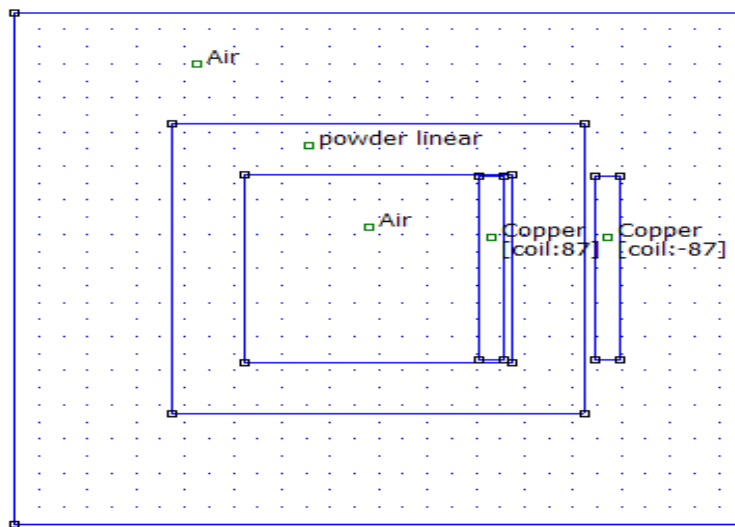 Air
powder linear
Air
Copper
[coil:87]
Copper
[coil:-87]